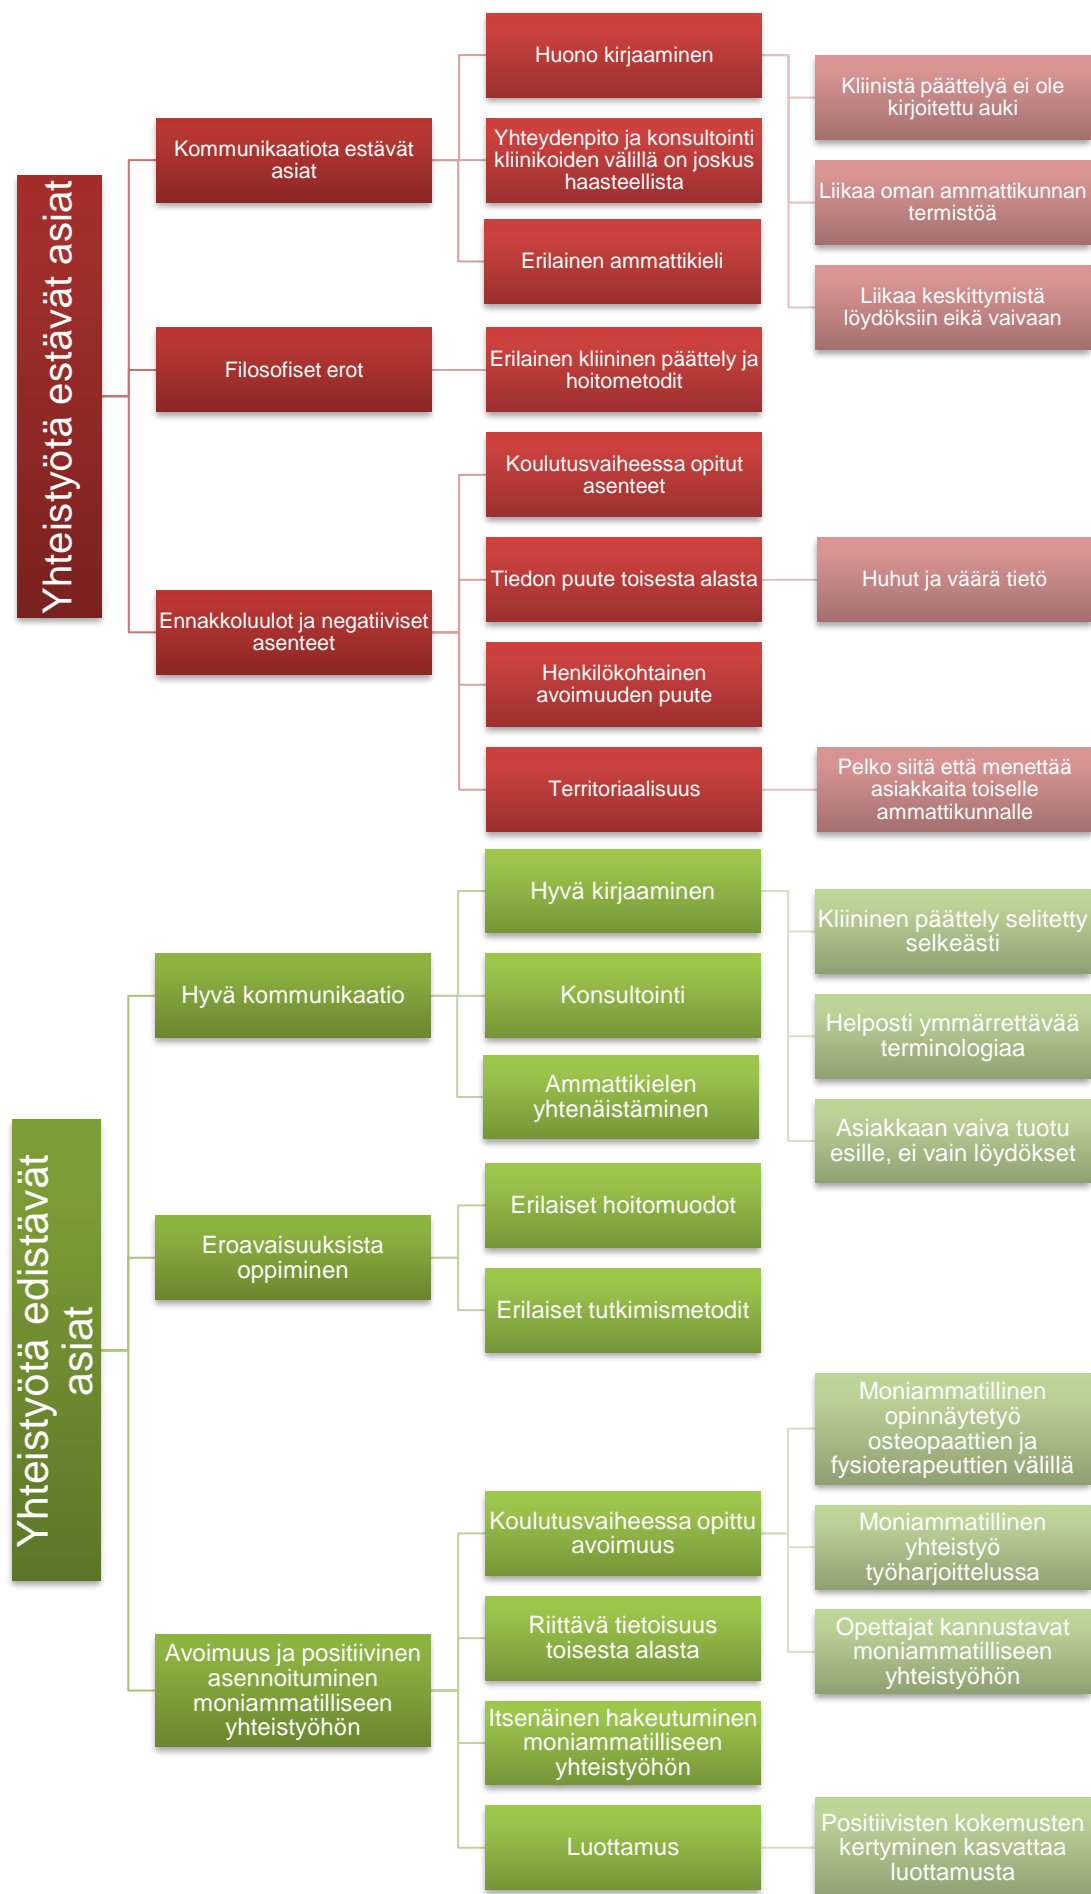 Yhteistyötä estävät asiat
Kommunikaatiota estävät
asiat
Huono kirjaaminen
Kliinistä päättelyä ei ole
kirjoitettu auki
Liikaa oman ammattikunnan
termistöä
Liikaa keskittymistä
löydöksiin eikä vaivaan
Yhteydenpito ja konsultointi
kliinikoiden välillä on joskus
haasteellista
Erilainen ammattikieli
Filosofiset erot
Erilainen kliininen päättely ja
hoitometodit
Ennakkoluulot ja negatiiviset
asenteet
Koulutusvaiheessa opitut
asenteet
Tiedon puute toisesta alasta
Huhut ja väärä tietö
Henkilökohtainen
avoimuuden puute
Territoriaalisuus
Pelko siitä että menettää
asiakkaita toiselle
ammattikunnalle
Yhteistyötä edistävät
asiat
Hyvä kommunikaatio
Hyvä kirjaaminen
Kliininen päättely selitetty
selkeästi
Helposti ymmärrettävää
terminologiaa
Asiakkaan vaiva tuotu
esille, ei vain löydökset
Konsultointi
Ammattikielen
yhtenäistäminen
Eroavaisuuksista
oppiminen
Erilaiset hoitomuodot
Erilaiset tutkimismetodit
Avoimuus ja positiivinen
asennoituminen
moniammatilliseen
yhteistyöhön
Koulutusvaiheessa opittu
avoimuus
Moniammatillinen
opinnäytetyö
osteopaattien ja
fysioterapeuttien välillä
Moniammatillinen
yhteistyö
työharjoittelussa
Opettajat kannustavat
moniammatilliseen
yhteistyöhön
Riittävä tietoisuus
toisesta alasta
Itsenäinen hakeutuminen
moniammatilliseen
yhteistyöhön
Luottamus
Positiivisten kokemusten
kertyminen kasvattaa
luottamusta